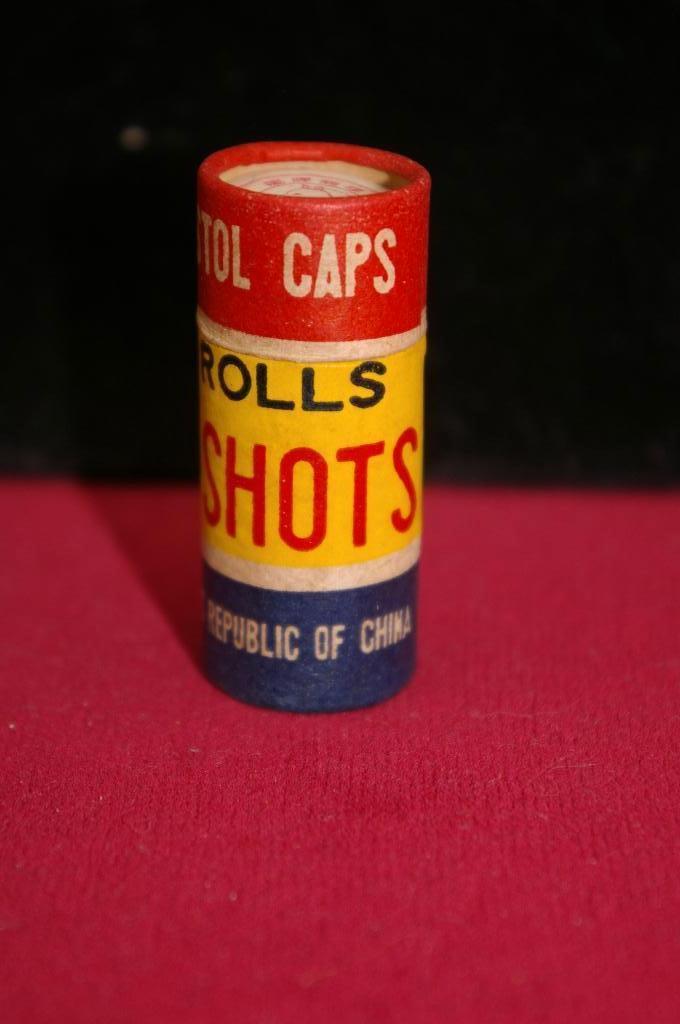 TOL CAPS
ROLLS
SHOTS
REPUBLIC OF CHINA